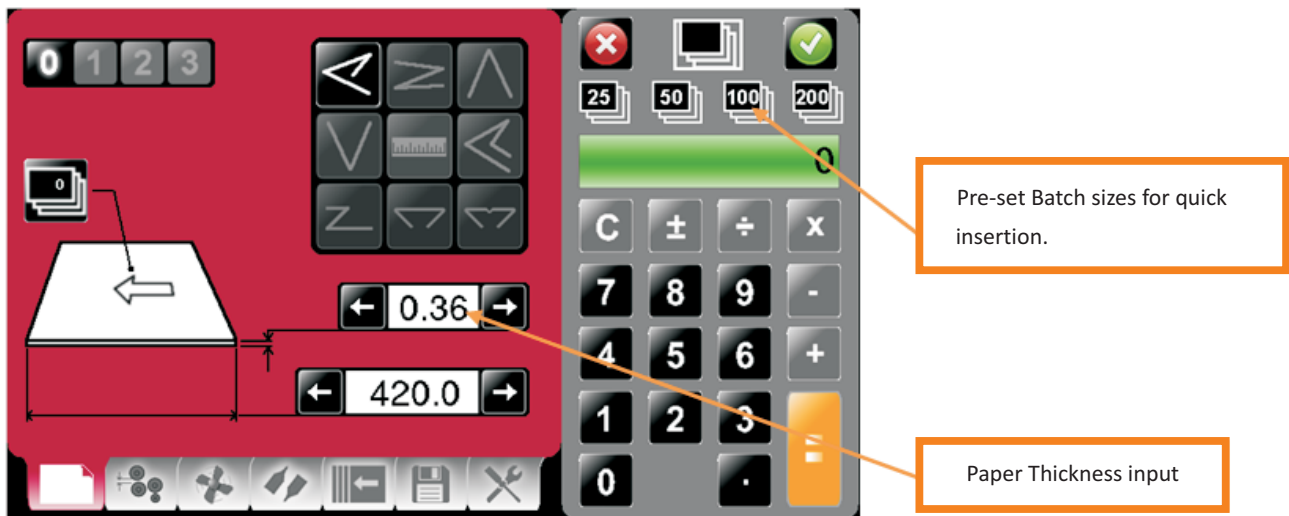 0 1 2 3
0
0.36
420.0
25 50 100 200
0
C ± ÷ x
7 8 9 -
4 5 6 +
1 2 3 =
0 .
Pre-set Batch sizes for quick
insertion.
Paper Thickness input